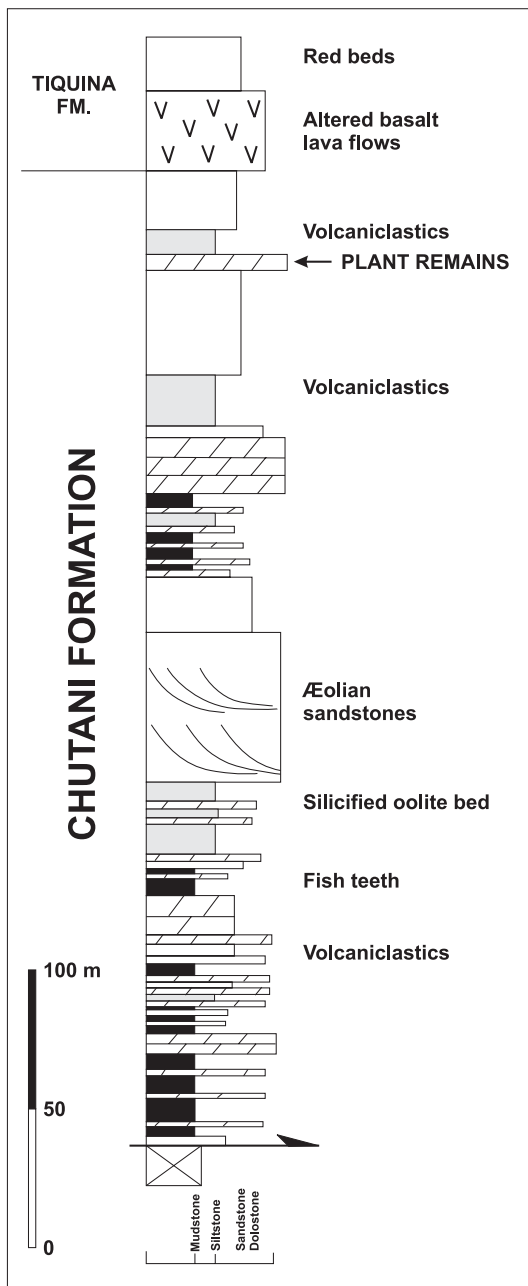 Red beds
TIQUINA
FM.
Altered basalt
lava flows
Volcaniclastics
PLANT REMAINS
Volcaniclastics
CHUTANI FORMATION
Æolian
sandstones
Silicified oolite bed
Fish teeth
Volcaniclastics
100 m
50
0
Mudstone
Siltstone
Sandstone
Dolostone